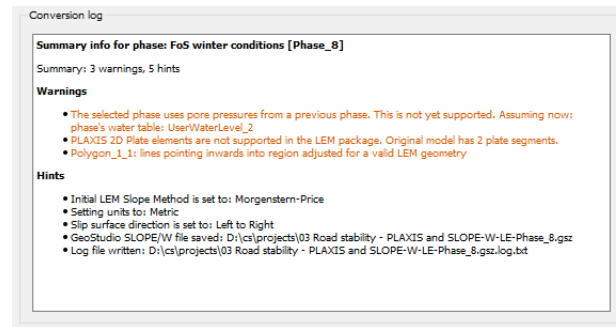 Conversion log
Summary info for phase: FoS winter conditions [Phase_8]
Summary: 3 warnings, 5 hints
Warnings
• The selected phase uses pore pressures from a previous phase. This is not yet supported. Assuming now:
phase's water table: UserWaterLevel_2
• PLAXIS 2D Plate elements are not supported in the LEM package. Original model has 2 plate segments.
• Polygon_1_1: lines pointing inwards into region adjusted for a valid LEM geometry
Hints
• Initial LEM Slope Method is set to: Morgenstern-Price
• Setting units to: Metric
• Slip surface direction is set to: Left to Right
• GeoStudio SLOPE/W file saved: D:\cs\projects\03 Road stability - PLAXIS and SLOPE-W-LE-Phase_8.gsz
• Log file written: D:\cs\projects\03 Road stability - PLAXIS and SLOPE-W-LE-Phase_8.gsz.log.txt